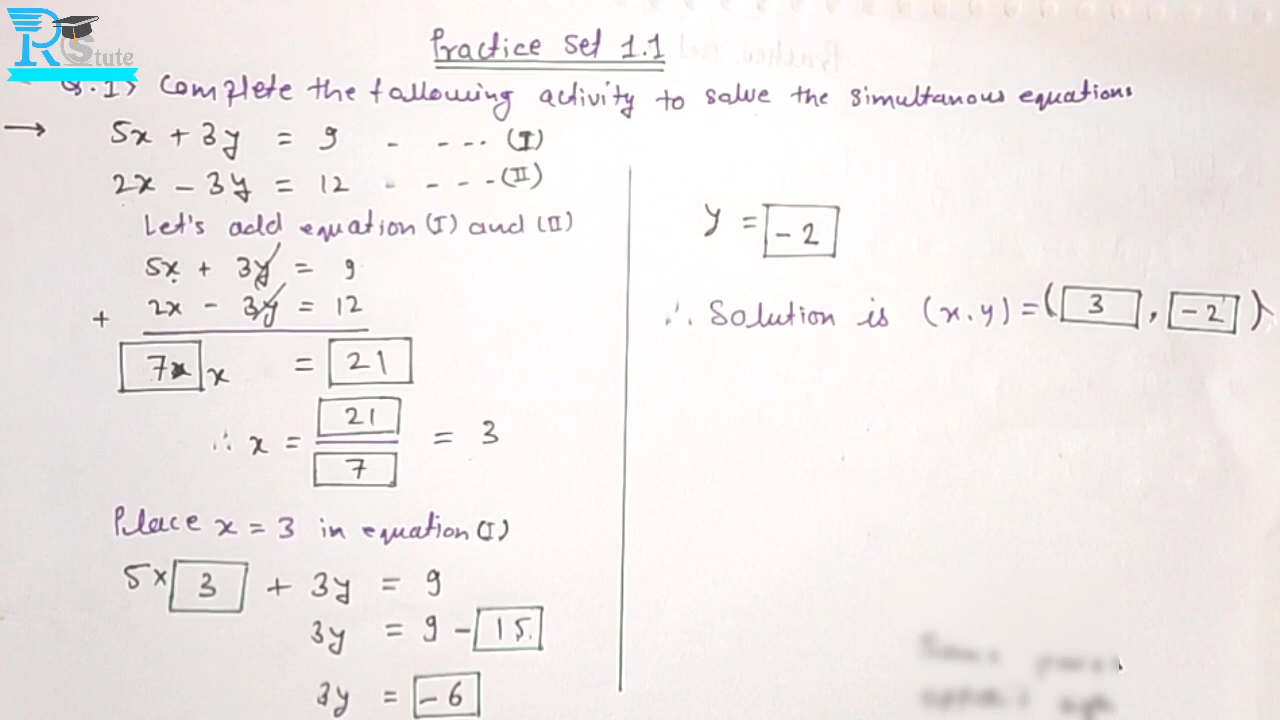 RStute
Practice Set 1.1
Q.1) Complete the following activity to solve the simultanous equations
→ 5x + 3y = 9 - - - - - (I)
2x - 3y = 12 - - - - (II)
Let's add equation (I) and (II)
5x + 3y = 9
+ 2x - 3y = 12
7x x = 21
∴ x = 21 / 7 = 3
Place x = 3 in equation (I)
5 × 3 + 3y = 9
3y = 9 - 15
3y = -6
y = -2
∴ Solution is (x.y) = (3, -2)